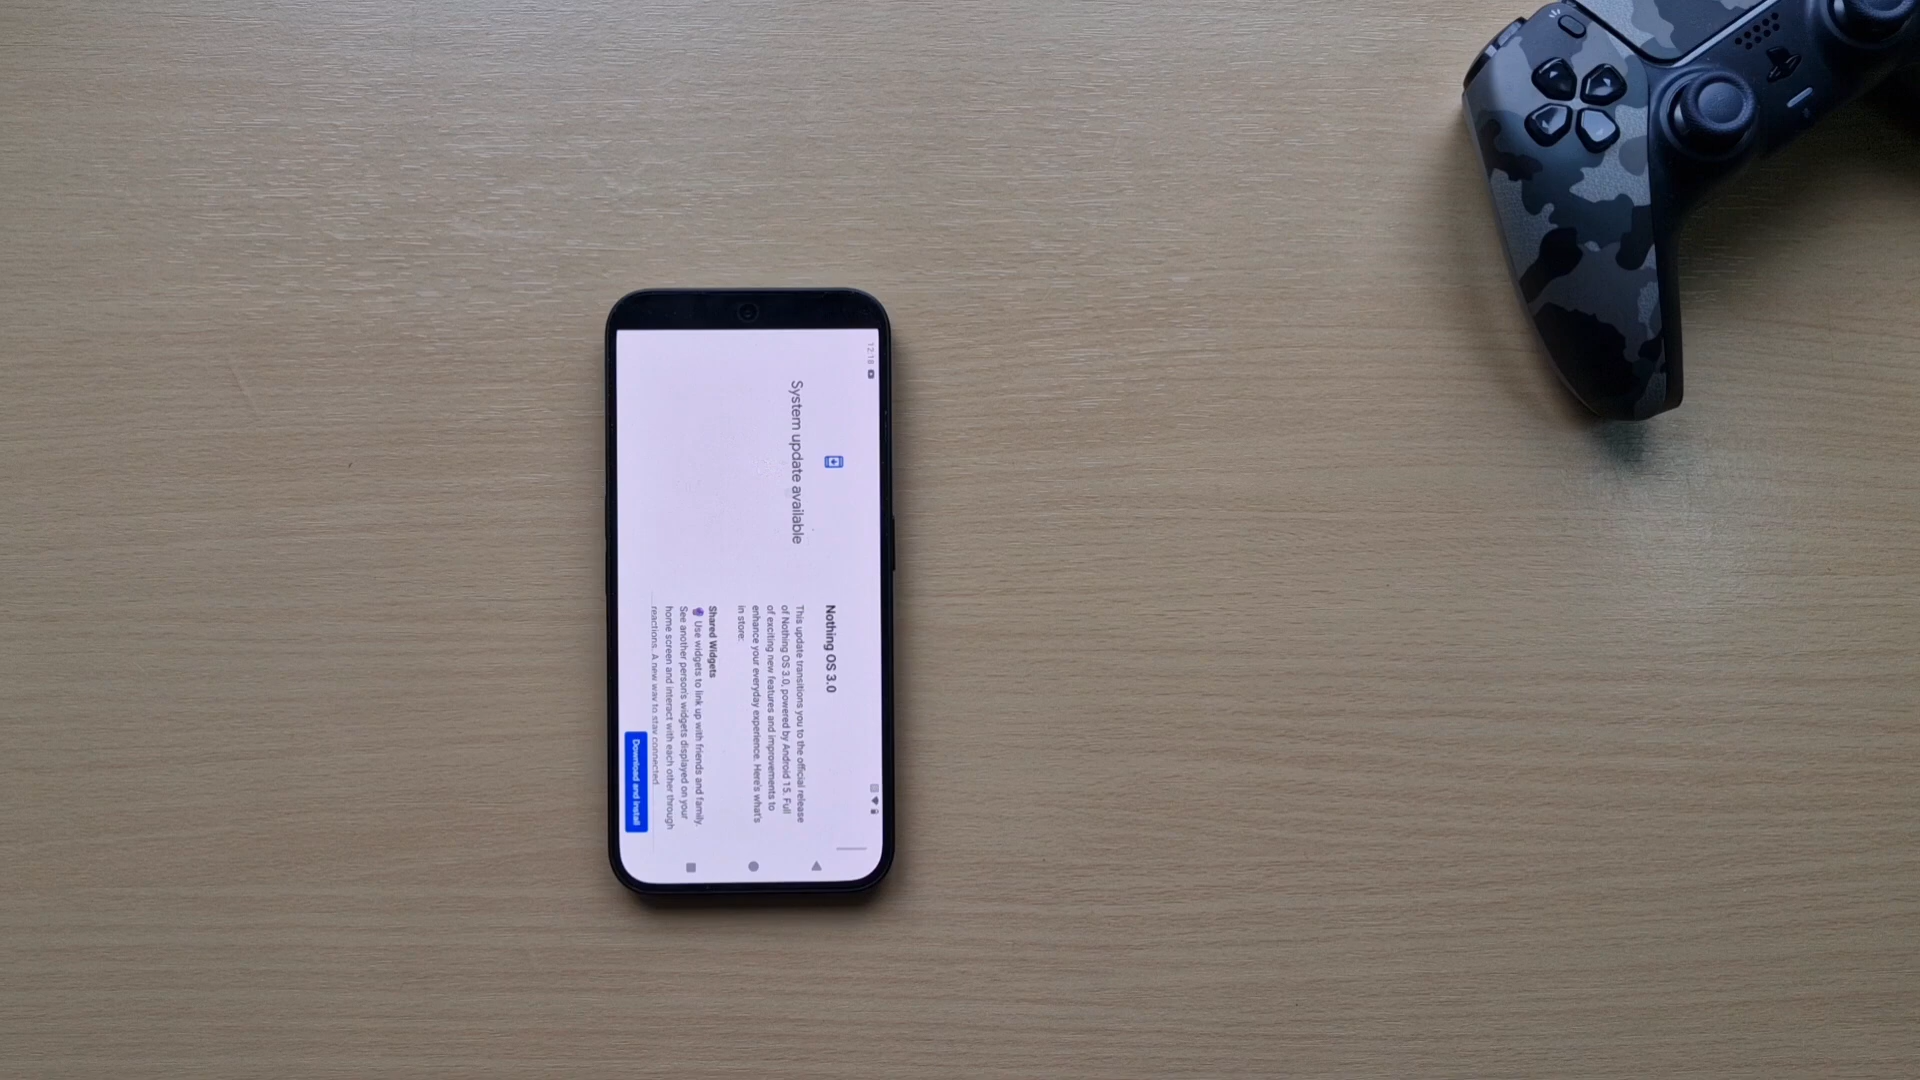 12:18
System update available
Nothing OS 3.0
This update transitions you to the official release
of Nothing OS 3.0, powered by Android 15. Full
of exciting new features and improvements to
enhance your everyday experience. Here's what's
in store:
Shared Widgets
🔮 Use widgets to link up with friends and family.
See another person's widgets displayed on your
home screen and interact with each other through
reactions. A new way to stay connected.
Download and install